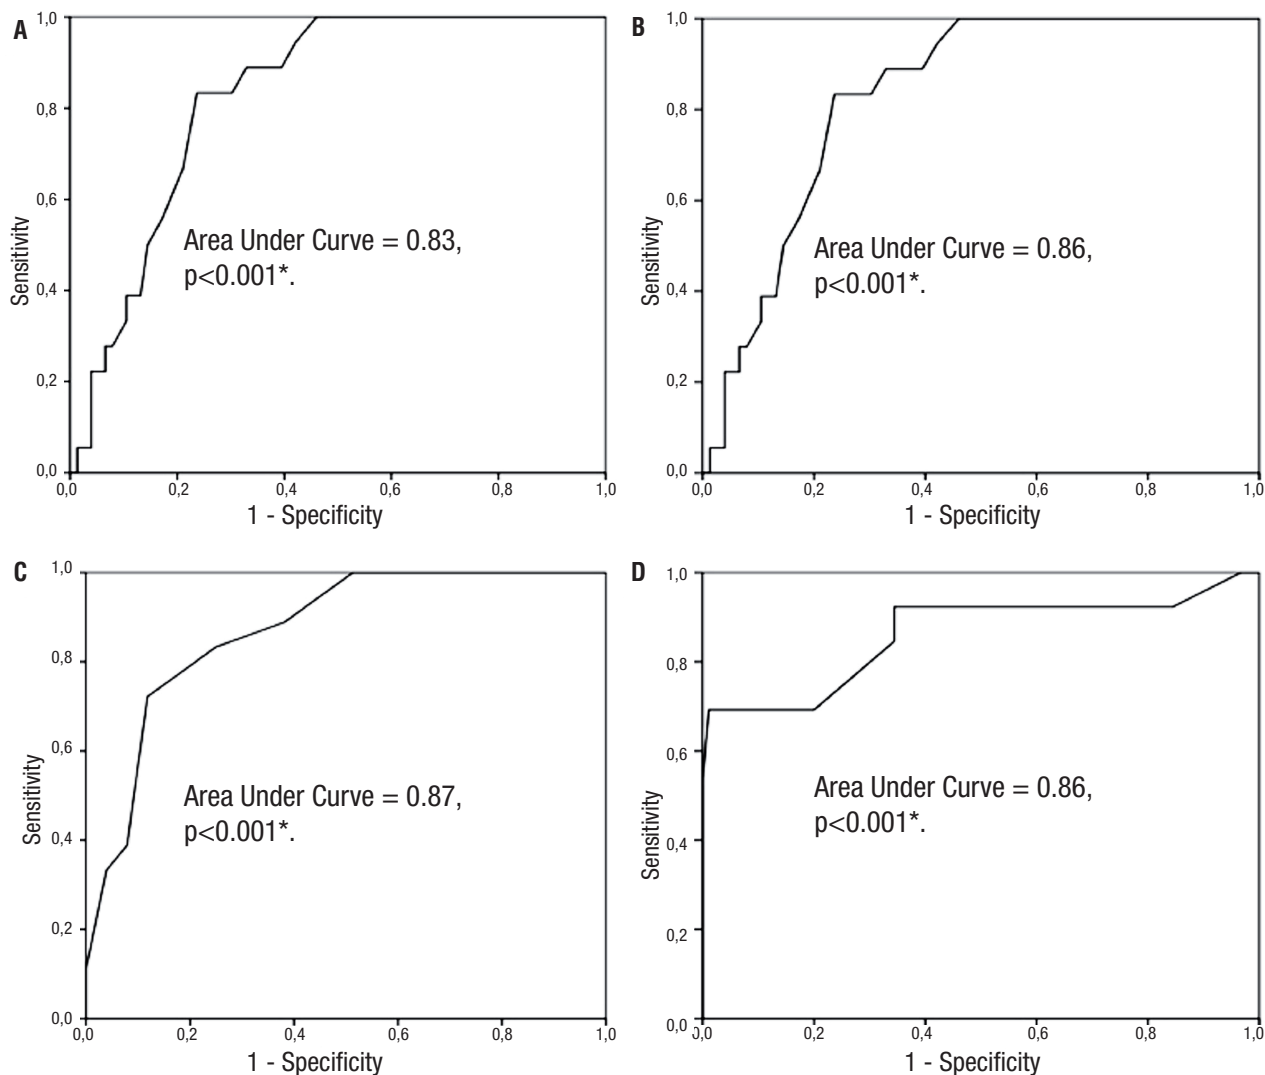 A
1,0
0,8
0,6
0,4
0,2
0,0
Sensitivity
Area Under Curve = 0.83,
p<0.001*.
0,0 0,2 0,4 0,6 0,8 1,0
1 - Specificity
B
1,0
0,8
0,6
0,4
0,2
0,0
Sensitivity
Area Under Curve = 0.86,
p<0.001*.
0,0 0,2 0,4 0,6 0,8 1,0
1 - Specificity
C
1,0
0,8
0,6
0,4
0,2
0,0
Sensitivity
Area Under Curve = 0.87,
p<0.001*.
0,0 0,2 0,4 0,6 0,8 1,0
1 - Specificity
D
1,0
0,8
0,6
0,4
0,2
0,0
Sensitivity
Area Under Curve = 0.86,
p<0.001*.
0,0 0,2 0,4 0,6 0,8 1,0
1 - Specificity